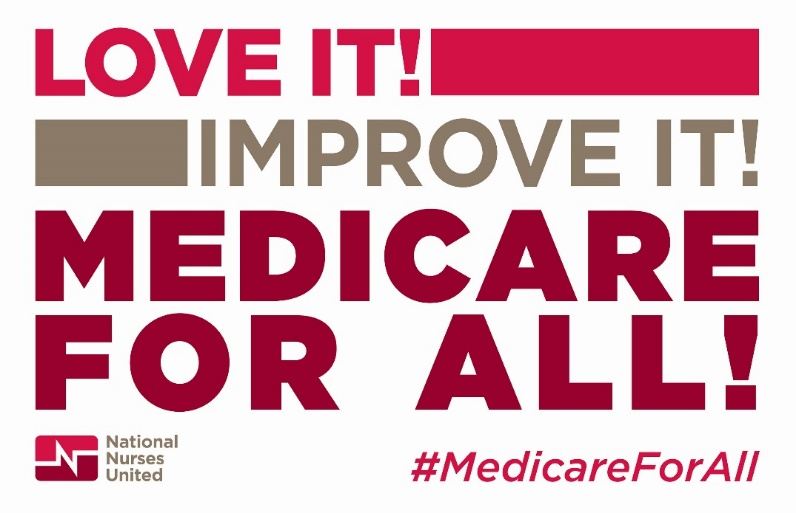 LOVE IT!
IMPROVE IT!
MEDICARE
FOR ALL!
National
Nurses
United
#MedicareForAll